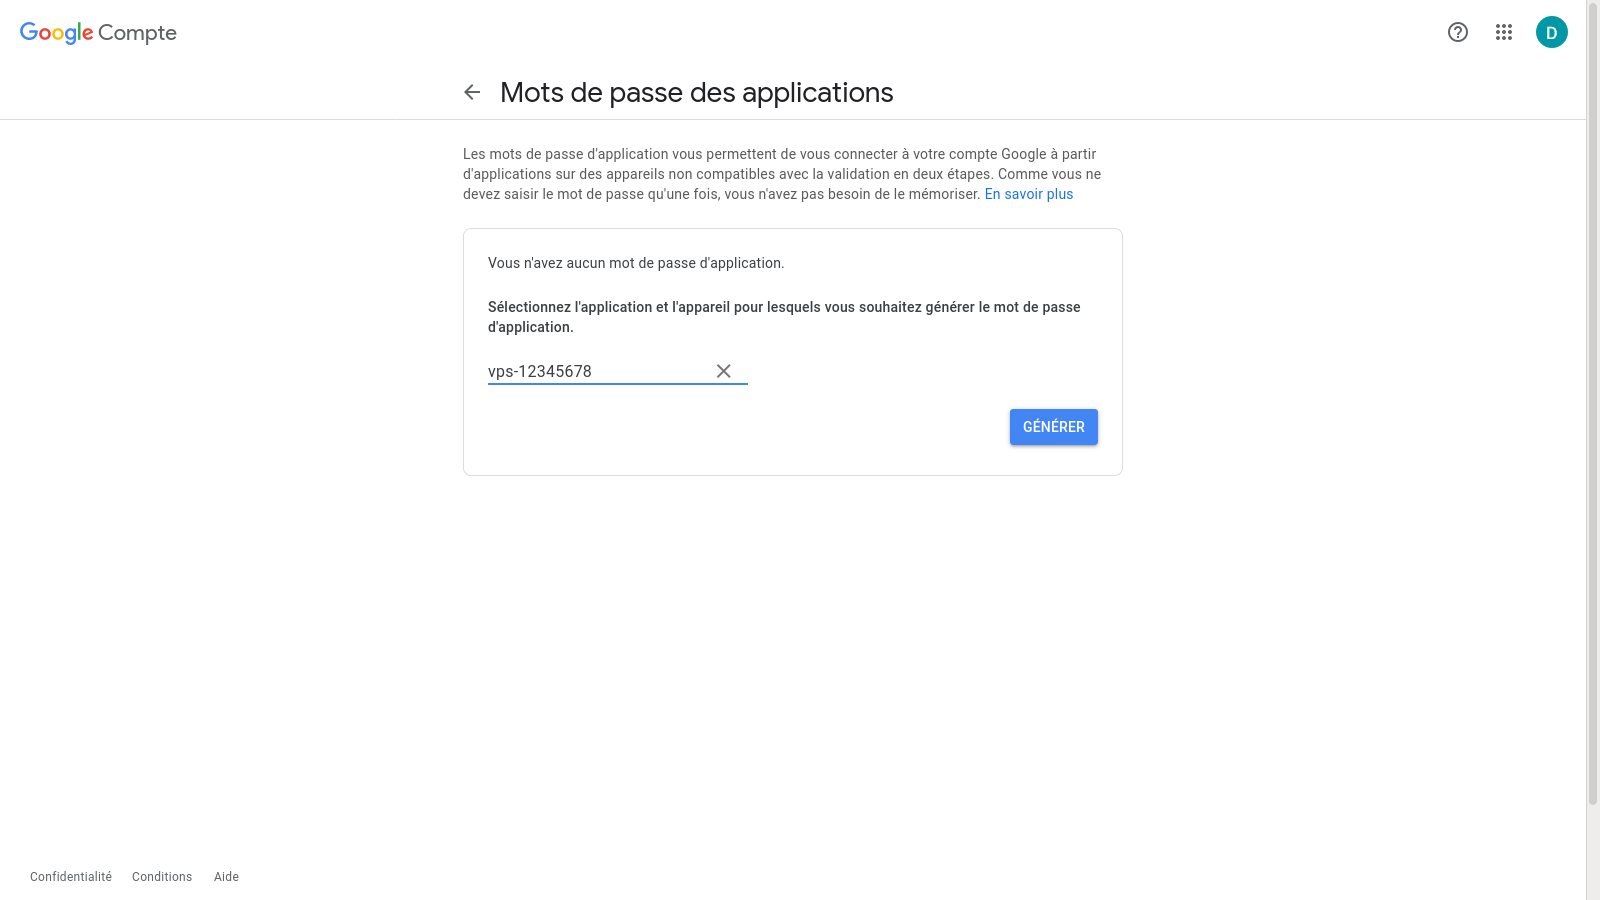 Google Compte
D
Mots de passe des applications
Les mots de passe d'application vous permettent de vous connecter à votre compte Google à partir
d'applications sur des appareils non compatibles avec la validation en deux étapes. Comme vous ne
devez saisir le mot de passe qu'une fois, vous n'avez pas besoin de le mémoriser. En savoir plus
Vous n'avez aucun mot de passe d'application.
Sélectionnez l'application et l'appareil pour lesquels vous souhaitez générer le mot de passe
d'application.
vps-12345678
GÉNÉRER
Confidentialité Conditions Aide